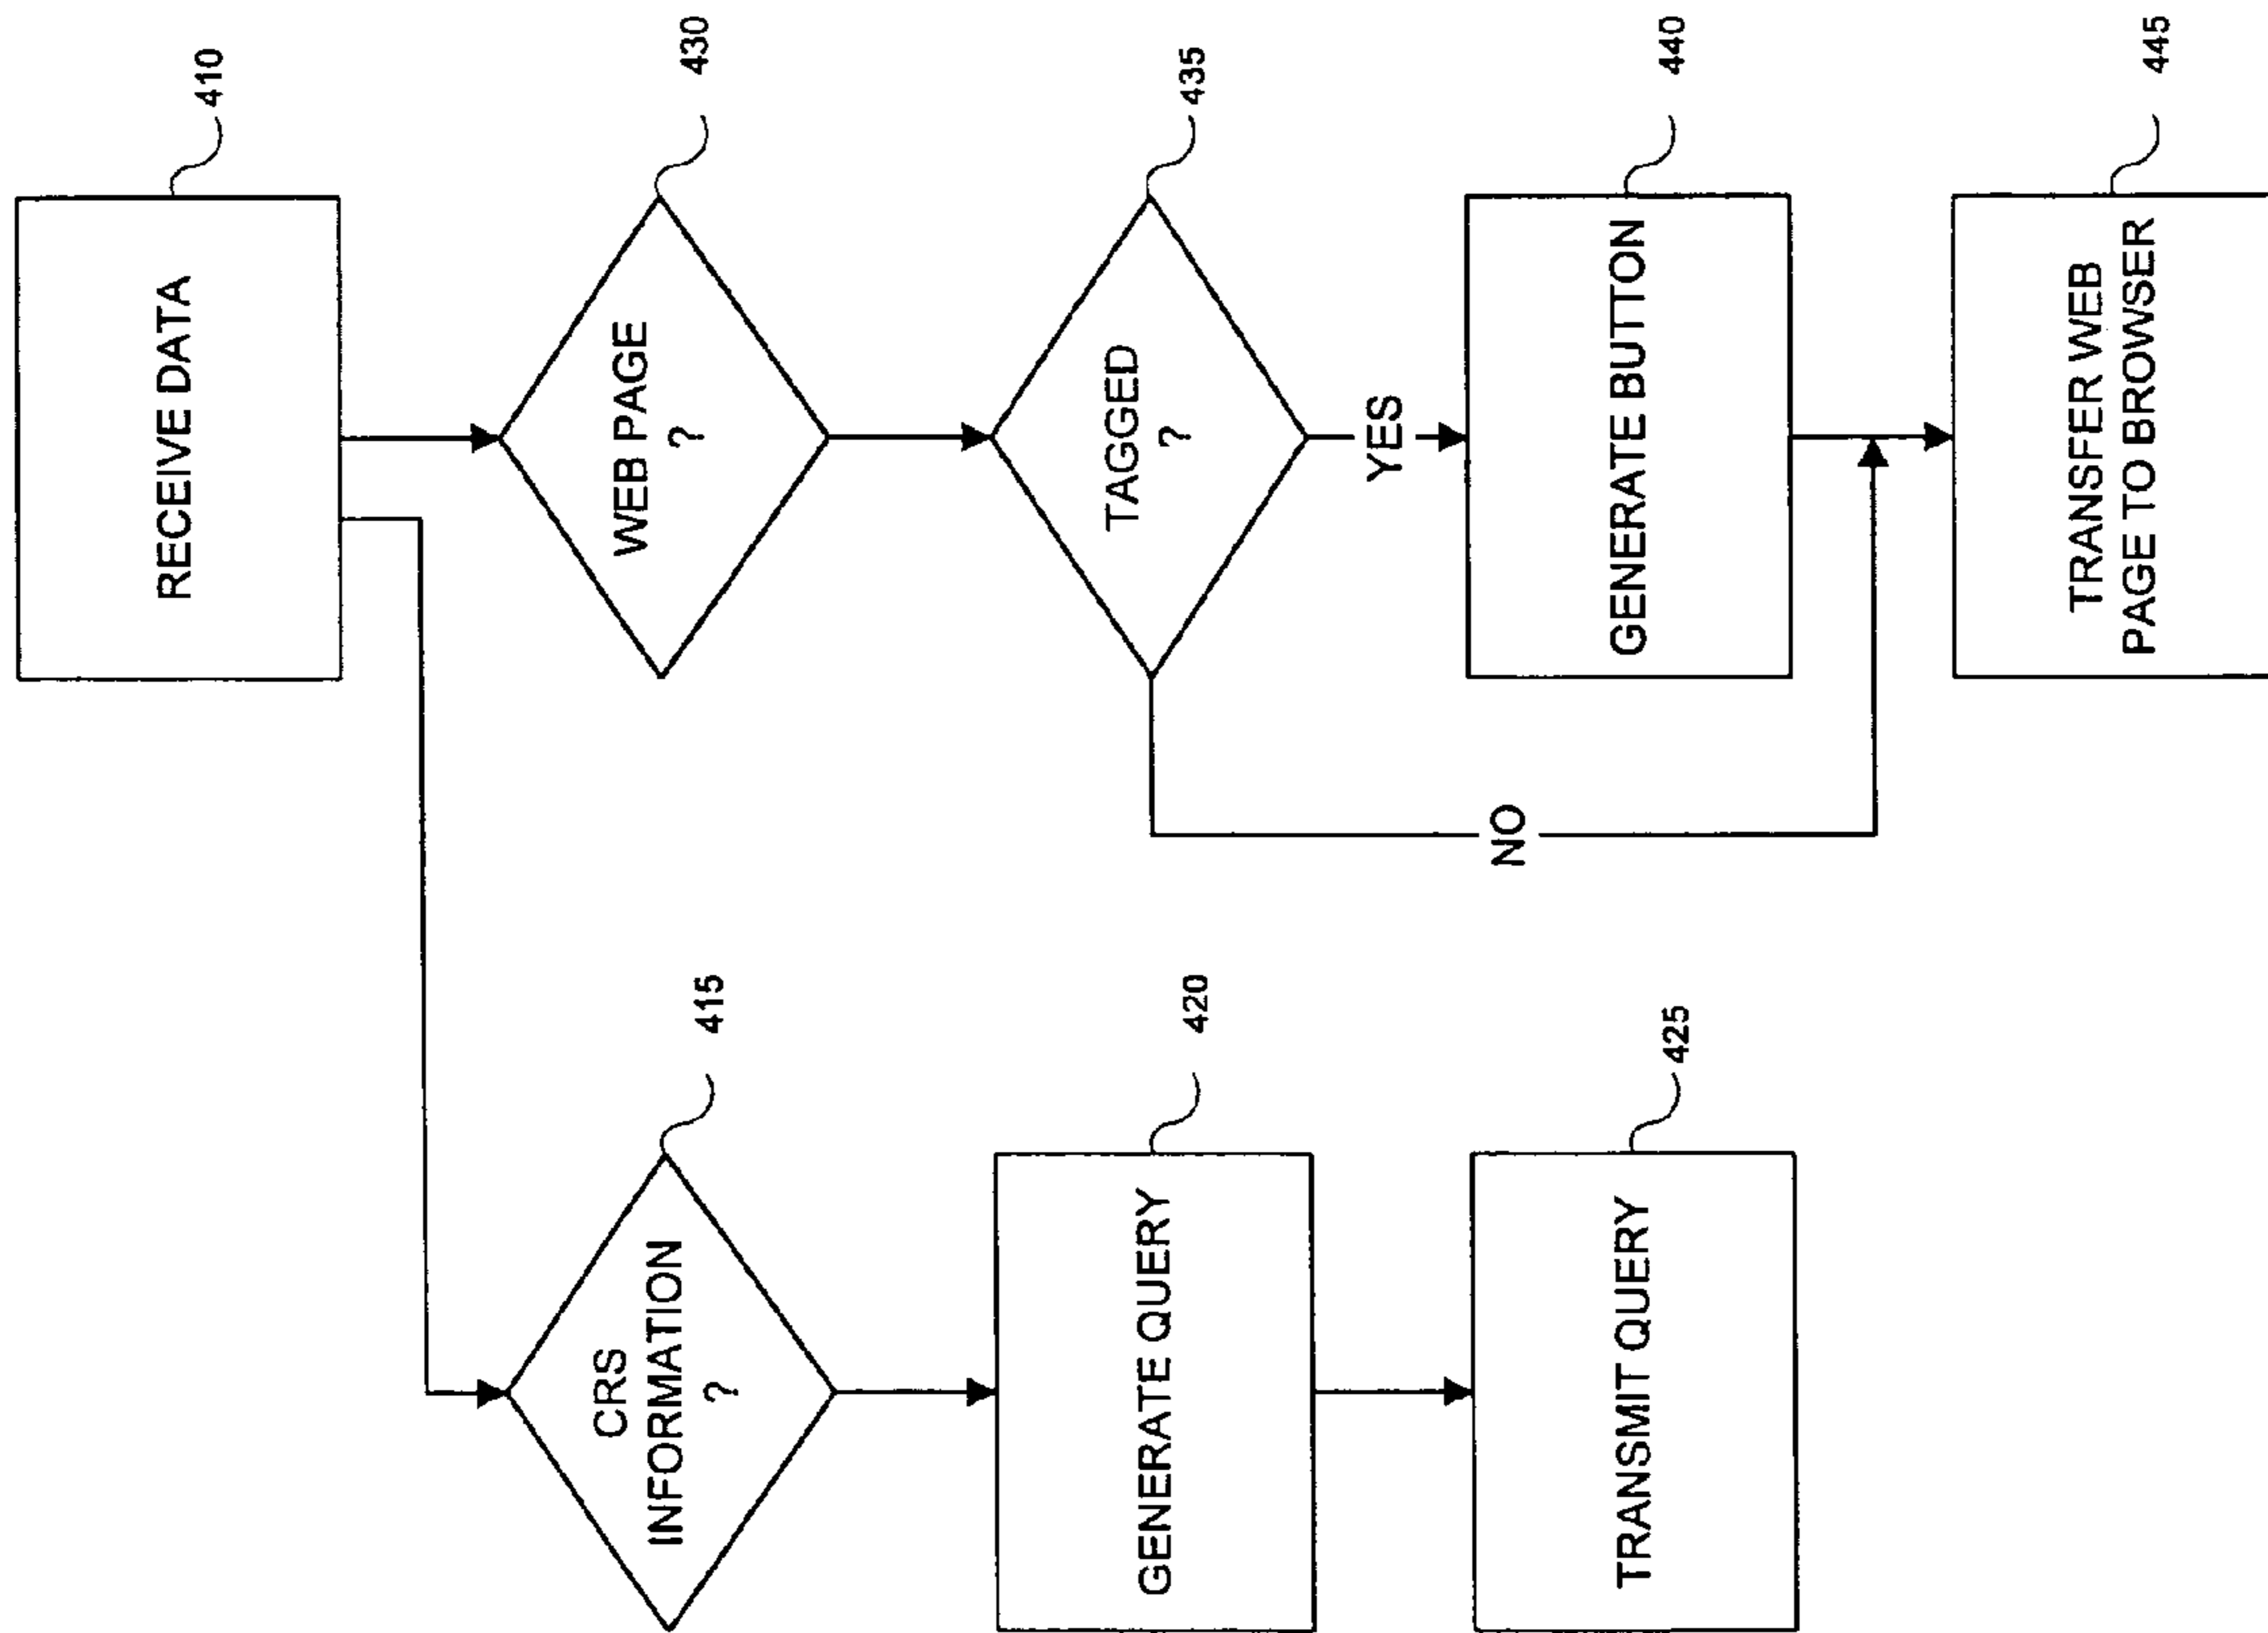 RECEIVE DATA
410
CRS
INFORMATION
?
415
WEB PAGE
?
430
GENERATE QUERY
420
TAGGED
?
435
YES
NO
TRANSMIT QUERY
425
GENERATE BUTTON
440
TRANSFER WEB
PAGE TO BROWSER
445